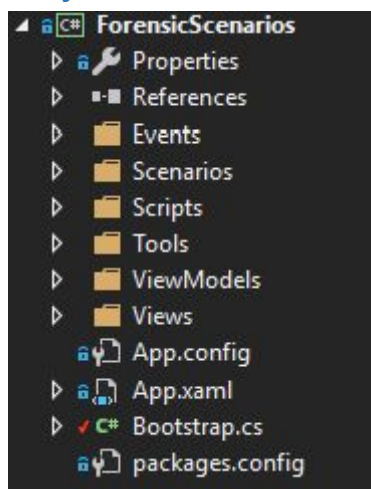 C# ForensicScenarios
Properties
References
Events
Scenarios
Scripts
Tools
ViewModels
Views
App.config
App.xaml
C# Bootstrap.cs
packages.config